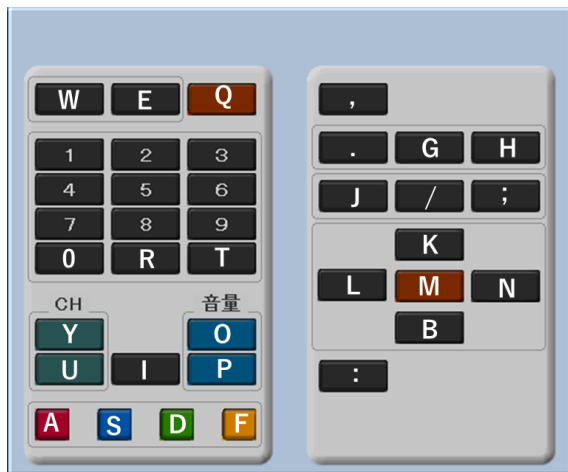 W E Q
1 2 3
4 5 6
7 8 9
0 R T
CH 音量
Y O
U I P
A S D F
,
. G H
J / ;
K
L M N
B
: